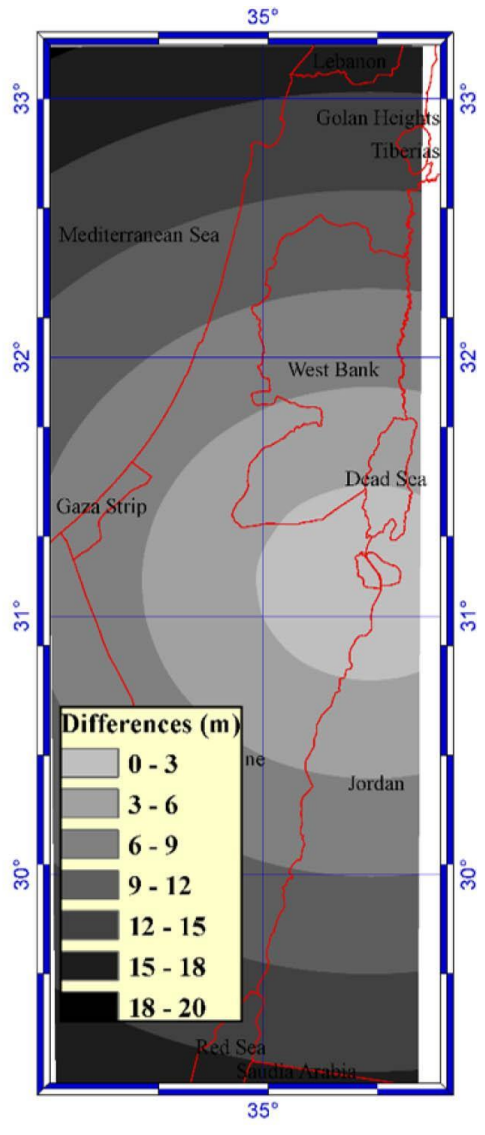 35°
Lebanon
33°
Golan Heights
33°
Tiberias
Mediterranean Sea
32°
32°
West Bank
Dead Sea
Gaza Strip
31°
31°
Differences (m)
0 - 3
ne
3 - 6
Jordan
6 - 9
30°
30°
9 - 12
12 - 15
15 - 18
18 - 20
Red Sea
Saudia Arabia
35°